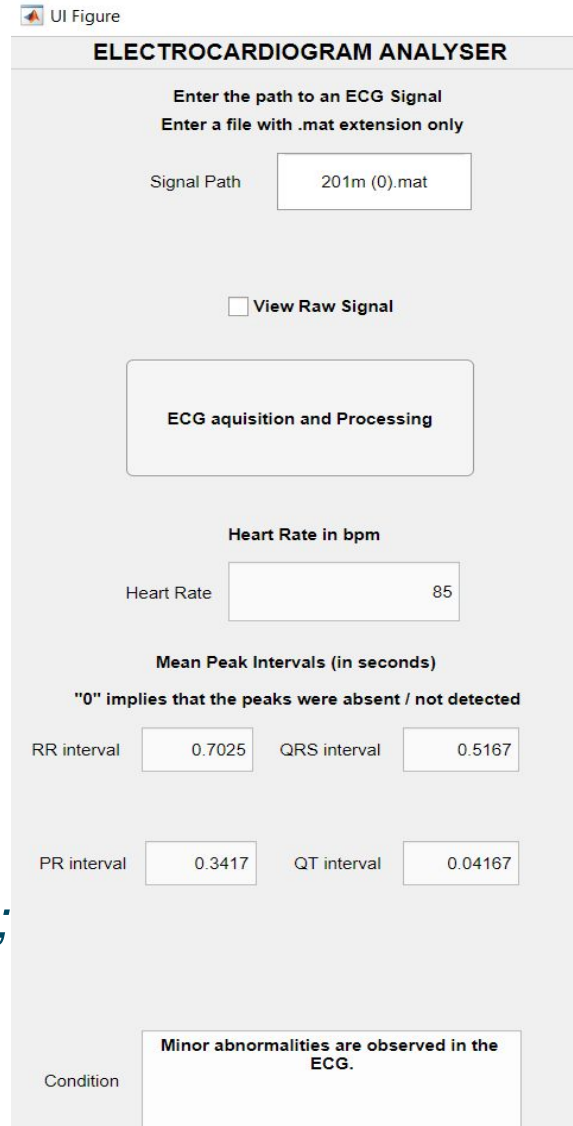 UI Figure
ELECTROCARDIOGRAM ANALYSER
Enter the path to an ECG Signal
Enter a file with .mat extension only
Signal Path 201m (0).mat
View Raw Signal
ECG aquisition and Processing
Heart Rate in bpm
Heart Rate 85
Mean Peak Intervals (in seconds)
"0" implies that the peaks were absent / not detected
RR interval 0.7025 QRS interval 0.5167
PR interval 0.3417 QT interval 0.04167
;
Condition Minor abnormalities are observed in the
ECG.